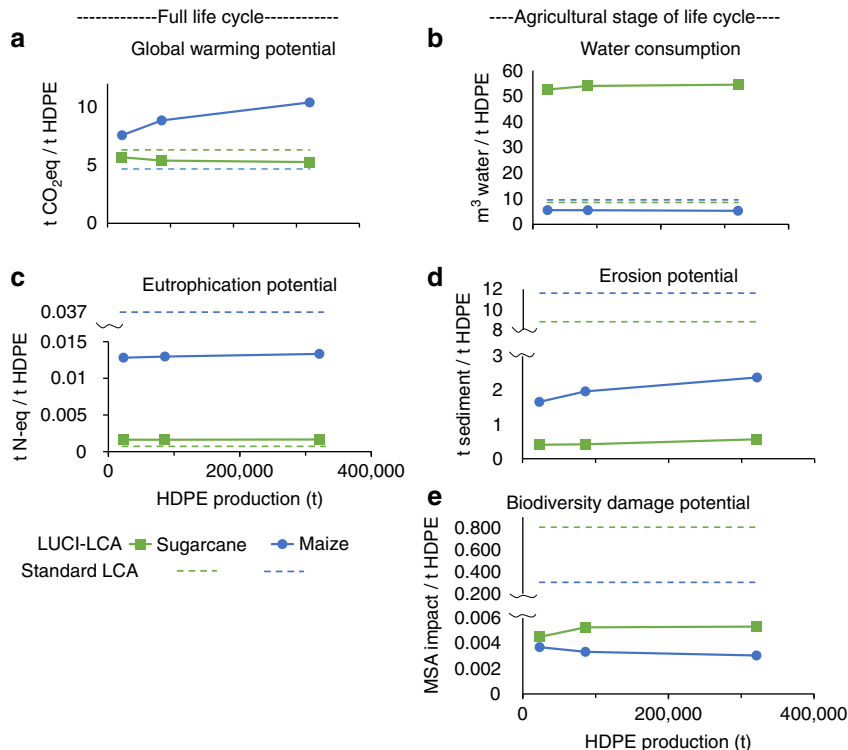 -------------Full life cycle-------------
----Agricultural stage of life cycle----
a
Global warming potential
t CO₂eq / t HDPE
10
5
0
b
Water consumption
m³ water / t HDPE
60
50
40
30
20
10
0
c
Eutrophication potential
t N-eq / t HDPE
0.037
0.015
0.01
0.005
0
0
200,000
400,000
HDPE production (t)
d
Erosion potential
t sediment / t HDPE
12
10
8
3
2
1
0
LUCI-LCA Sugarcane Maize
Standard LCA
e
Biodiversity damage potential
MSA impact / t HDPE
0.800
0.600
0.400
0.200
0.006
0.004
0.002
0
200,000
400,000
HDPE production (t)